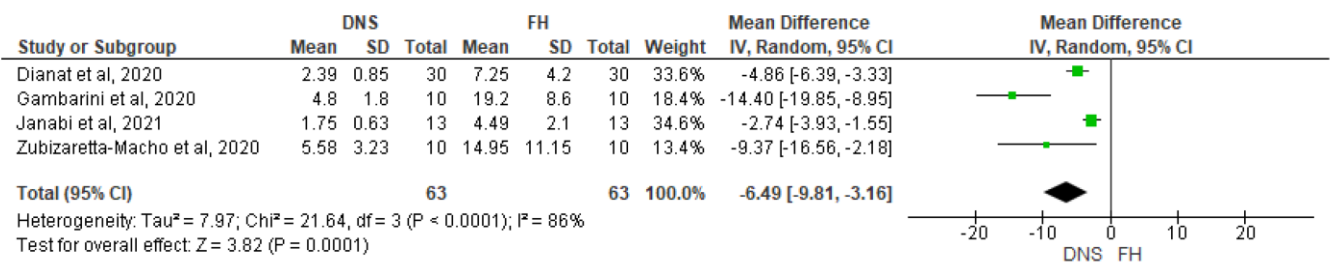 DNS FH Mean Difference Mean Difference
Study or Subgroup Mean SD Total Mean SD Total Weight IV, Random, 95% CI IV, Random, 95% CI
Dianat et al, 2020 2.39 0.85 30 7.25 4.2 30 33.6% -4.86 [-6.39, -3.33]
Gambarini et al, 2020 4.8 1.8 10 19.2 8.6 10 18.4% -14.40 [-19.85, -8.95]
Janabi et al, 2021 1.75 0.63 13 4.49 2.1 13 34.6% -2.74 [-3.93, -1.55]
Zubizaretta-Macho et al, 2020 5.58 3.23 10 14.95 11.15 10 13.4% -9.37 [-16.56, -2.18]
Total (95% CI) 63 63 100.0% -6.49 [-9.81, -3.16]
Heterogeneity: Tau² = 7.97; Chi² = 21.64, df = 3 (P < 0.0001); I² = 86%
Test for overall effect: Z = 3.82 (P = 0.0001)
-20 -10 0 10 20
DNS FH